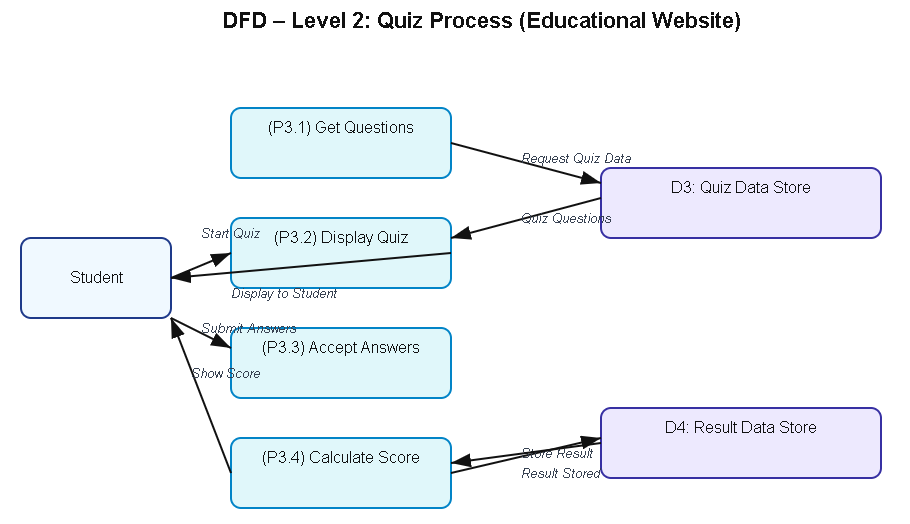 DFD – Level 2: Quiz Process (Educational Website)
(P3.1) Get Questions
Request Quiz Data
D3: Quiz Data Store
Quiz Questions
Start Quiz
(P3.2) Display Quiz
Student
Display to Student
Submit Answers
(P3.3) Accept Answers
Show Score
D4: Result Data Store
(P3.4) Calculate Score
Store Result
Result Stored